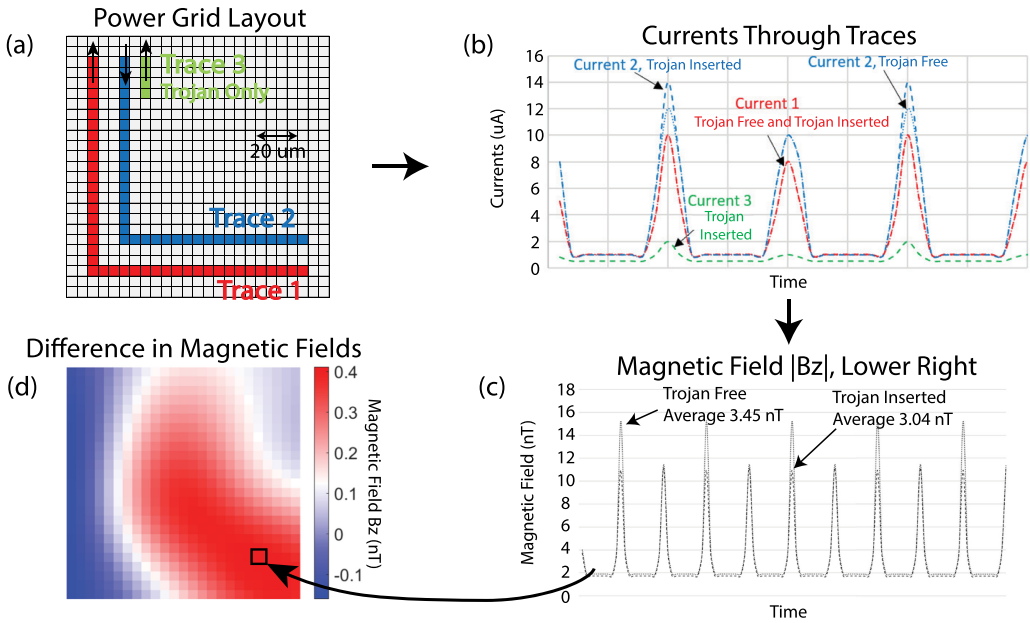 (a)
Power Grid Layout
Trace 3
Trojan Only
20 um
Trace 2
Trace 1
(b)
Currents Through Traces
Currents (uA)
16
14
12
10
8
6
4
2
0
Current 2, Trojan Inserted
Current 2, Trojan Free
Current 1
Trojan Free and Trojan Inserted
Current 3
Trojan
Inserted
Time
(d)
Difference in Magnetic Fields
0.4
0.3
0.2
0.1
0
-0.1
Magnetic Field Bz (nT)
(c)
Magnetic Field |Bz|, Lower Right
Magnetic Field (nT)
18
16
14
12
10
8
6
4
2
0
Trojan Free
Average 3.45 nT
Trojan Inserted
Average 3.04 nT
Time